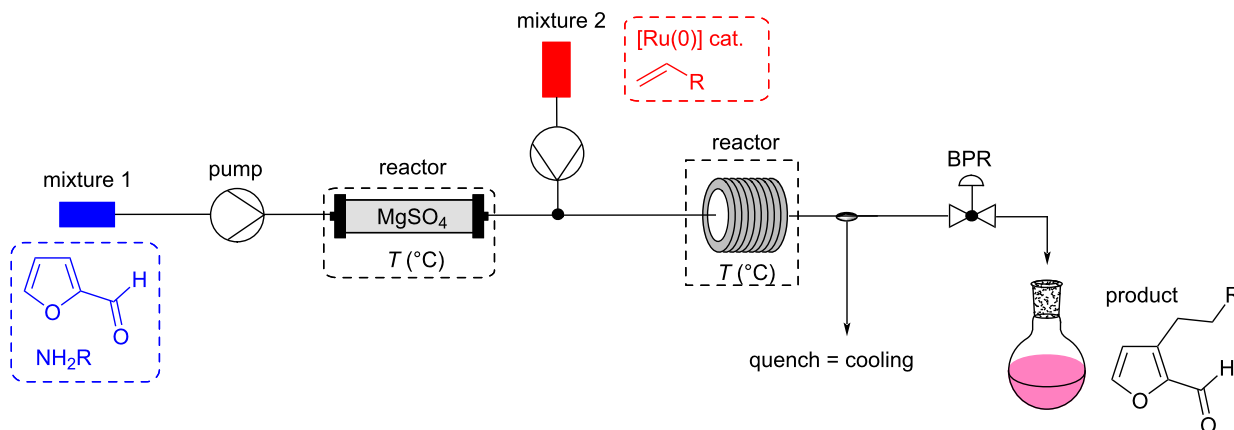 mixture 2
[Ru(0)] cat.
R
mixture 1
pump
reactor
MgSO₄
T (°C)
reactor
T (°C)
BPR
H
O
O
NH₂R
quench = cooling
product
R
H
O
O